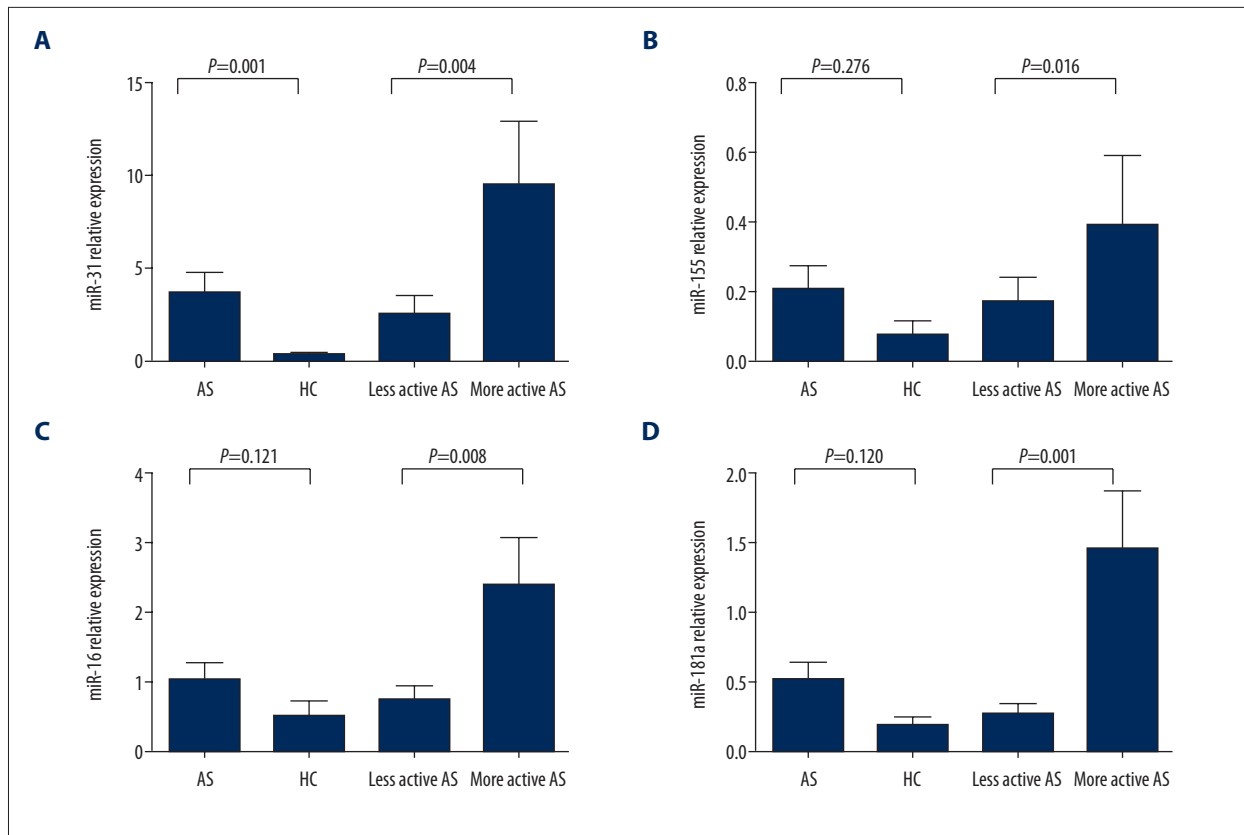 A
P=0.001
P=0.004
miR-31 relative expression
15
10
5
0
AS
HC
Less active AS
More active AS
B
P=0.276
P=0.016
miR-155 relative expression
0.8
0.6
0.4
0.2
0.0
AS
HC
Less active AS
More active AS
C
P=0.121
P=0.008
miR-16 relative expression
4
3
2
1
0
AS
HC
Less active AS
More active AS
D
P=0.120
P=0.001
miR-181a relative expression
2.0
1.5
1.0
0.5
0.0
AS
HC
Less active AS
More active AS